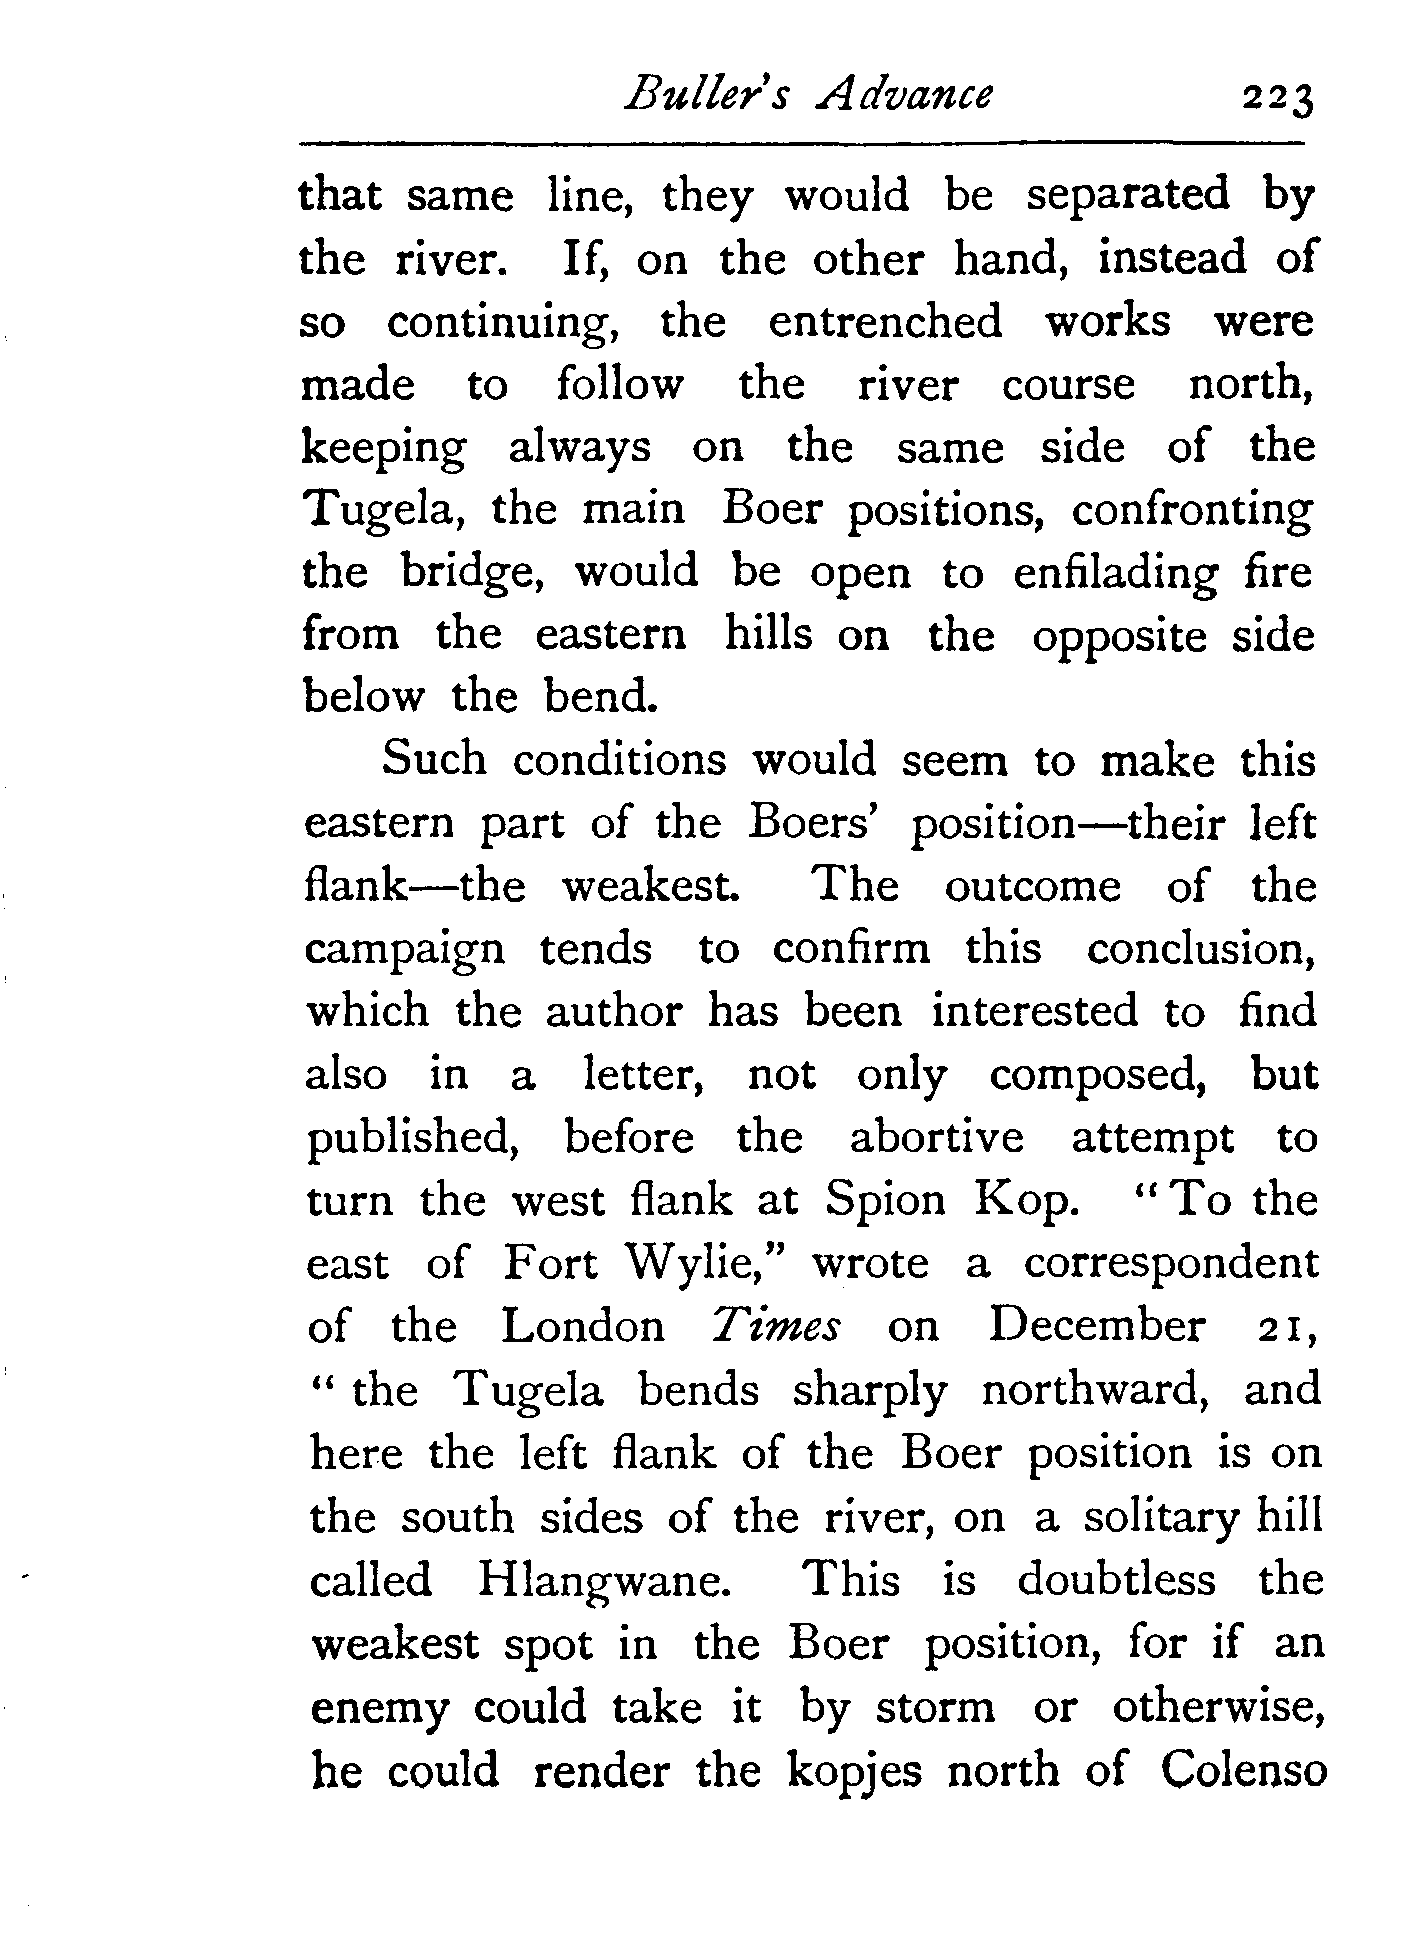 Buller's Advance 223
that same line, they would be separated by
the river. If, on the other hand, instead of
so continuing, the entrenched works were
made to follow the river course north,
keeping always on the same side of the
Tugela, the main Boer positions, confronting
the bridge, would be open to enfilading fire
from the eastern hills on the opposite side
below the bend.
Such conditions would seem to make this
eastern part of the Boers' position—their left
flank—the weakest. The outcome of the
campaign tends to confirm this conclusion,
which the author has been interested to find
also in a letter, not only composed, but
published, before the abortive attempt to
turn the west flank at Spion Kop. "To the
east of Fort Wylie," wrote a correspondent
of the London Times on December 21,
"the Tugela bends sharply northward, and
here the left flank of the Boer position is on
the south sides of the river, on a solitary hill
called Hlangwane. This is doubtless the
weakest spot in the Boer position, for if an
enemy could take it by storm or otherwise,
he could render the kopjes north of Colenso